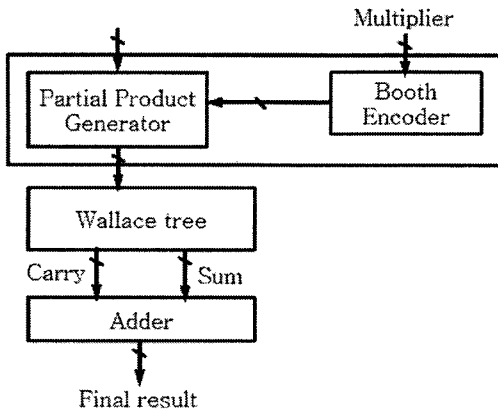 Multiplier
Partial Product
Generator
Booth
Encoder
Wallace tree
Carry
Sum
Adder
Final result